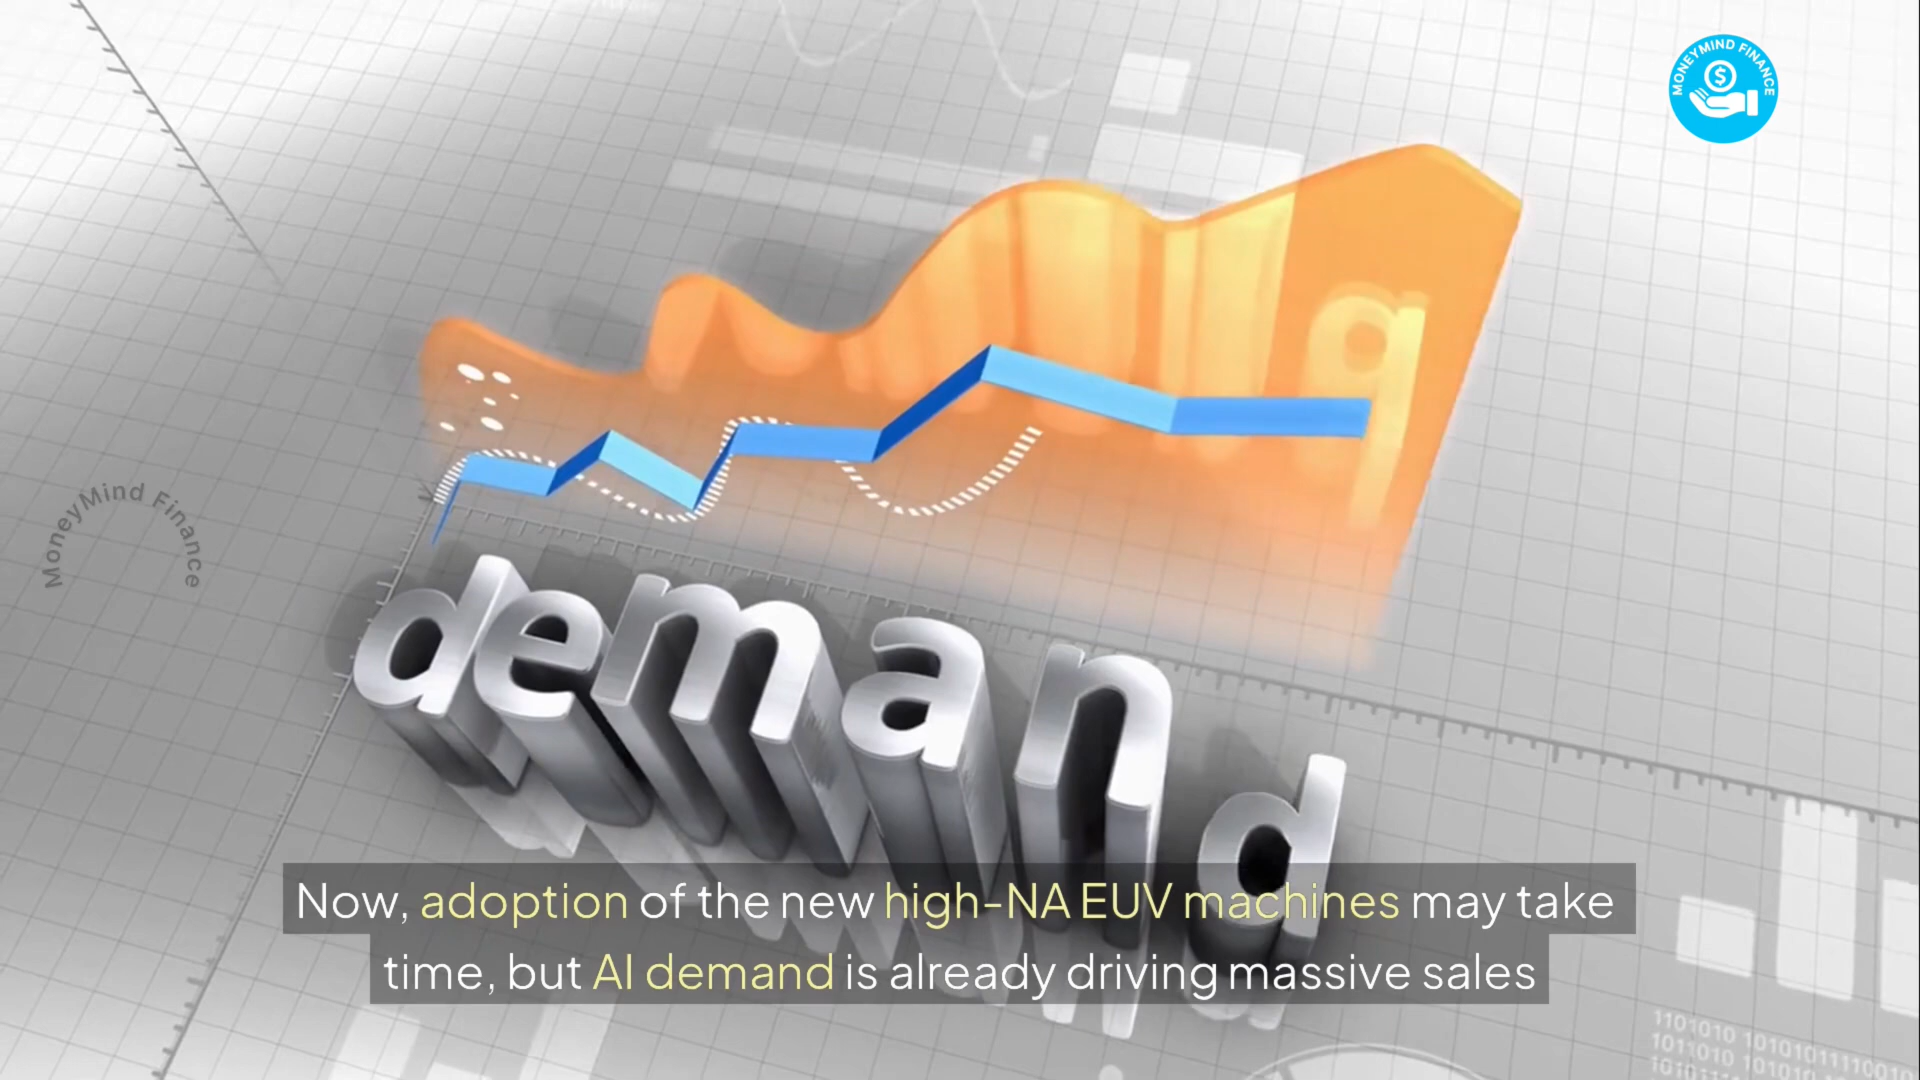 MONEYMIND FINANCE
$
q
MoneyMind Finance
demand
Now, adoption of the new high-NA EUV machines may take
time, but AI demand is already driving massive sales